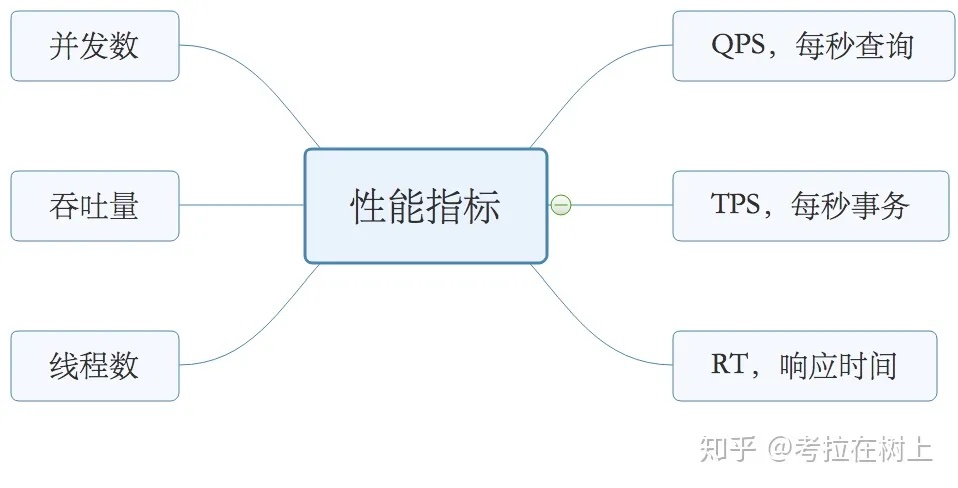 并发数
QPS，每秒查询
吞吐量
性能指标
TPS，每秒事务
线程数
RT，响应时间
知乎 @考拉在树上